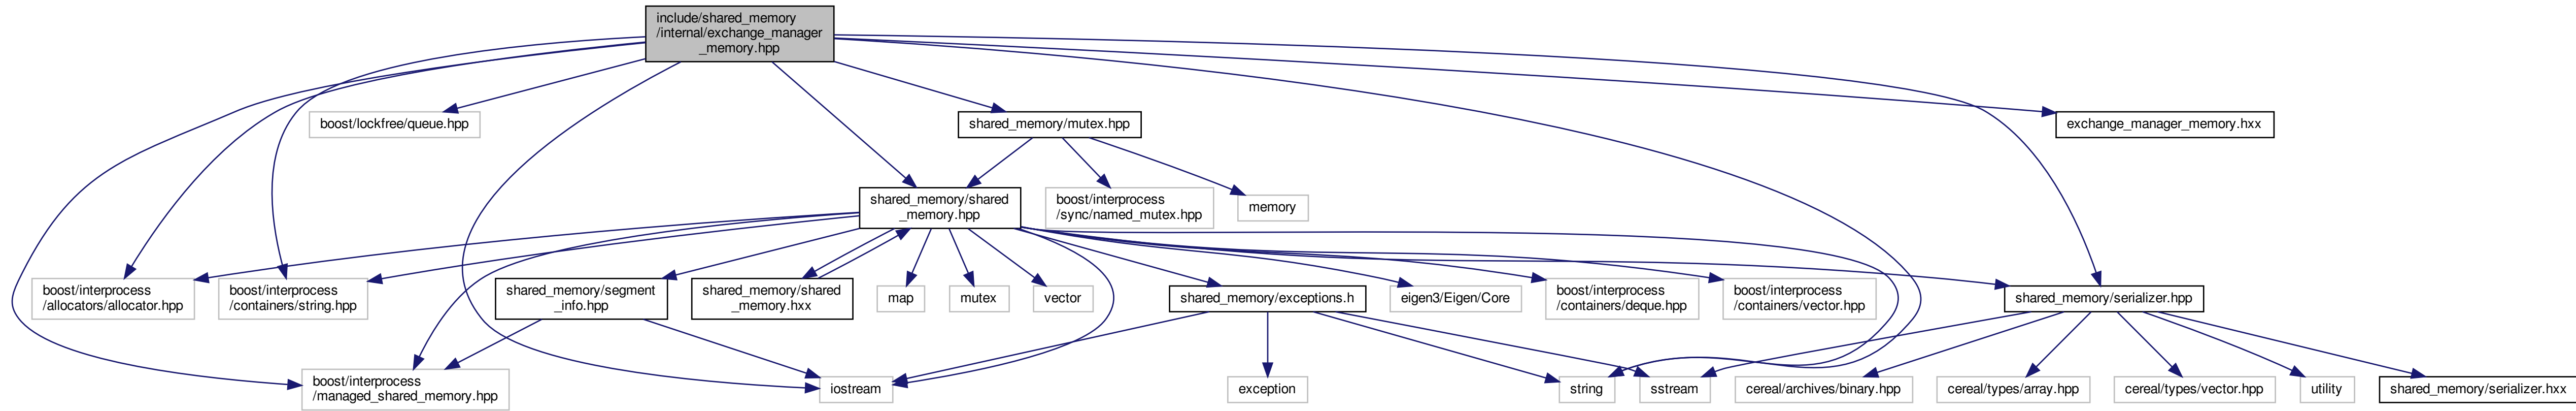 include/shared_memory
/internal/exchange_manager
_memory.hpp
boost/lockfree/queue.hpp
shared_memory/mutex.hpp
exchange_manager_memory.hxx
shared_memory/shared
_memory.hpp
boost/interprocess
/sync/named_mutex.hpp
memory
boost/interprocess
/allocators/allocator.hpp
boost/interprocess
/containers/string.hpp
shared_memory/segment
_info.hpp
shared_memory/shared
_memory.hxx
map
mutex
vector
shared_memory/exceptions.h
eigen3/Eigen/Core
boost/interprocess
/containers/deque.hpp
boost/interprocess
/containers/vector.hpp
shared_memory/serializer.hpp
boost/interprocess
/managed_shared_memory.hpp
iostream
exception
string
sstream
cereal/archives/binary.hpp
cereal/types/array.hpp
cereal/types/vector.hpp
utility
shared_memory/serializer.hxx